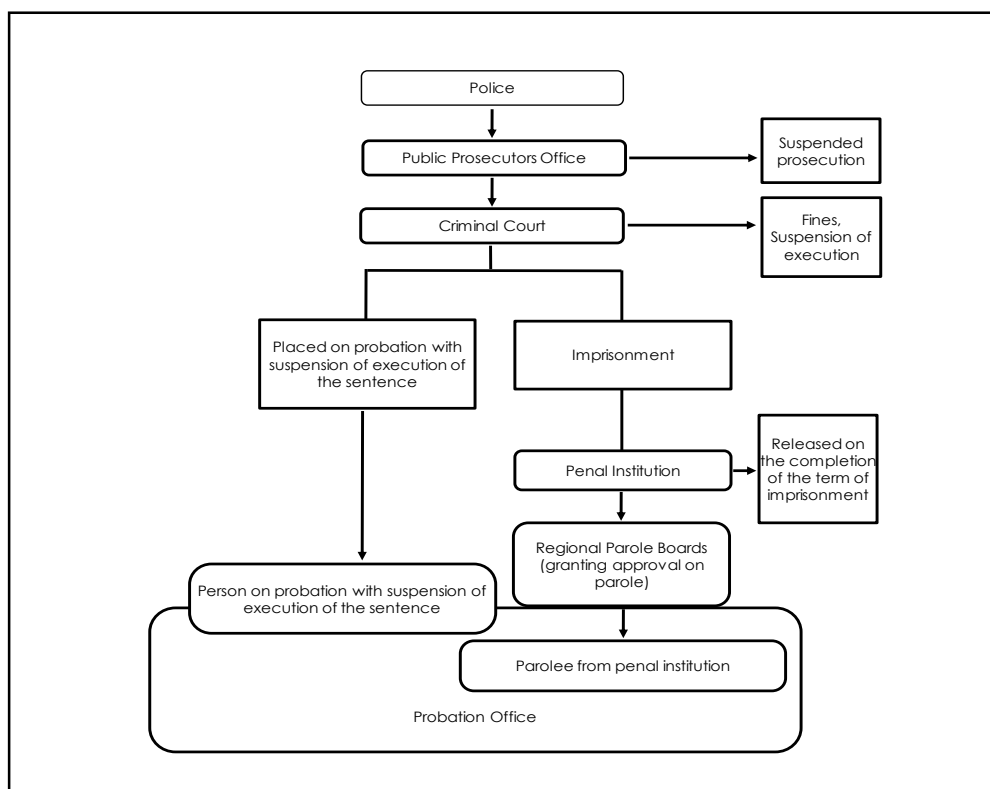 Police
Public Prosecutors Office
Suspended
prosecution
Criminal Court
Fines,
Suspension of
execution
Placed on probation with
suspension of execution of
the sentence
Imprisonment
Penal Institution
Released on
the completion
of the term of
imprisonment
Regional Parole Boards
(granting approval on
parole)
Person on probation with suspension of
execution of the sentence
Parolee from penal institution
Probation Office